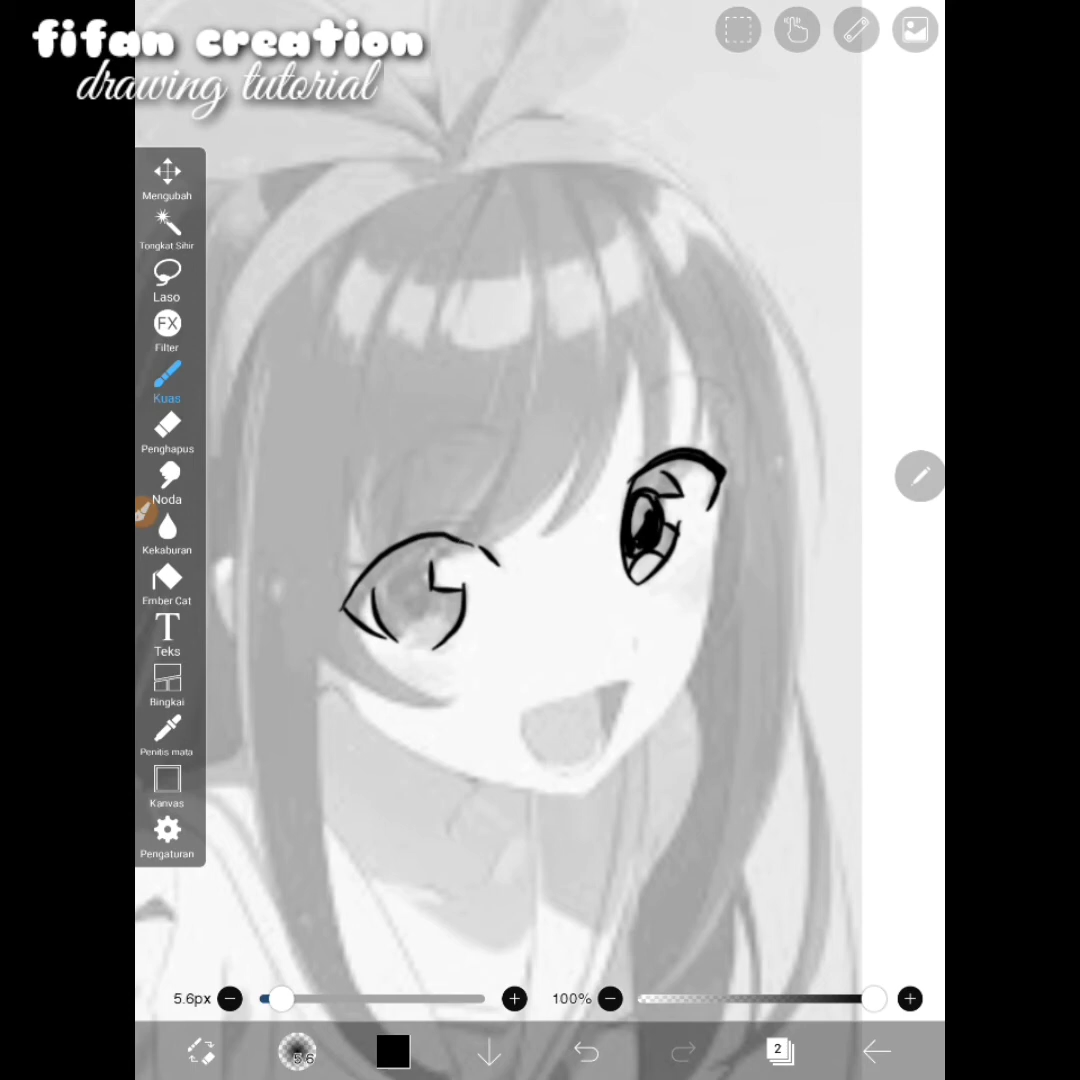 fifan creation
drawing tutorial
Mengubah
Tongkat Sihir
Laso
FX
Filter
Kuas
Penghapus
Noda
Kekaburan
Ember Cat
T
Teks
Bingkai
Penitis mata
Kanvas
Pengaturan
5.6px
100%
5.6
2